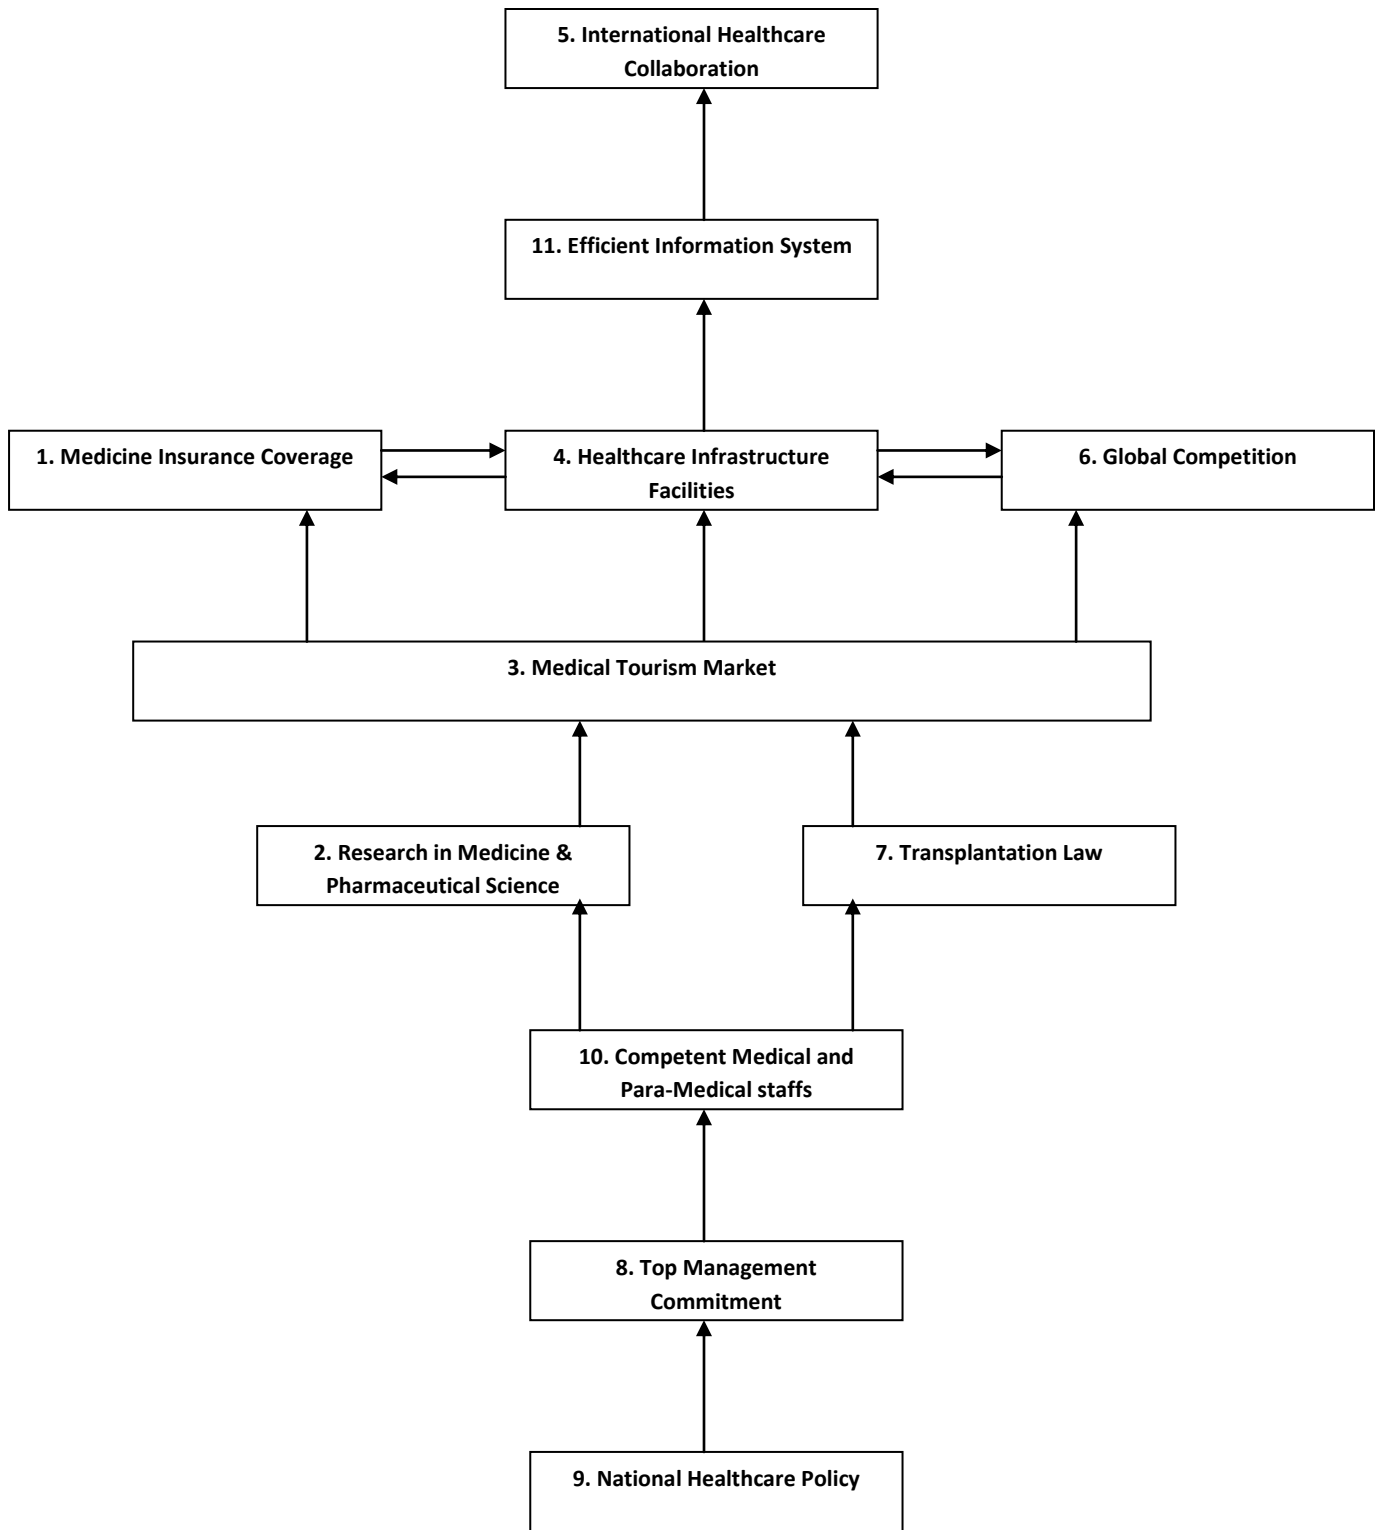 5. International Healthcare
Collaboration
11. Efficient Information System
1. Medicine Insurance Coverage
4. Healthcare Infrastructure
Facilities
6. Global Competition
3. Medical Tourism Market
2. Research in Medicine &
Pharmaceutical Science
7. Transplantation Law
10. Competent Medical and
Para-Medical staffs
8. Top Management
Commitment
9. National Healthcare Policy